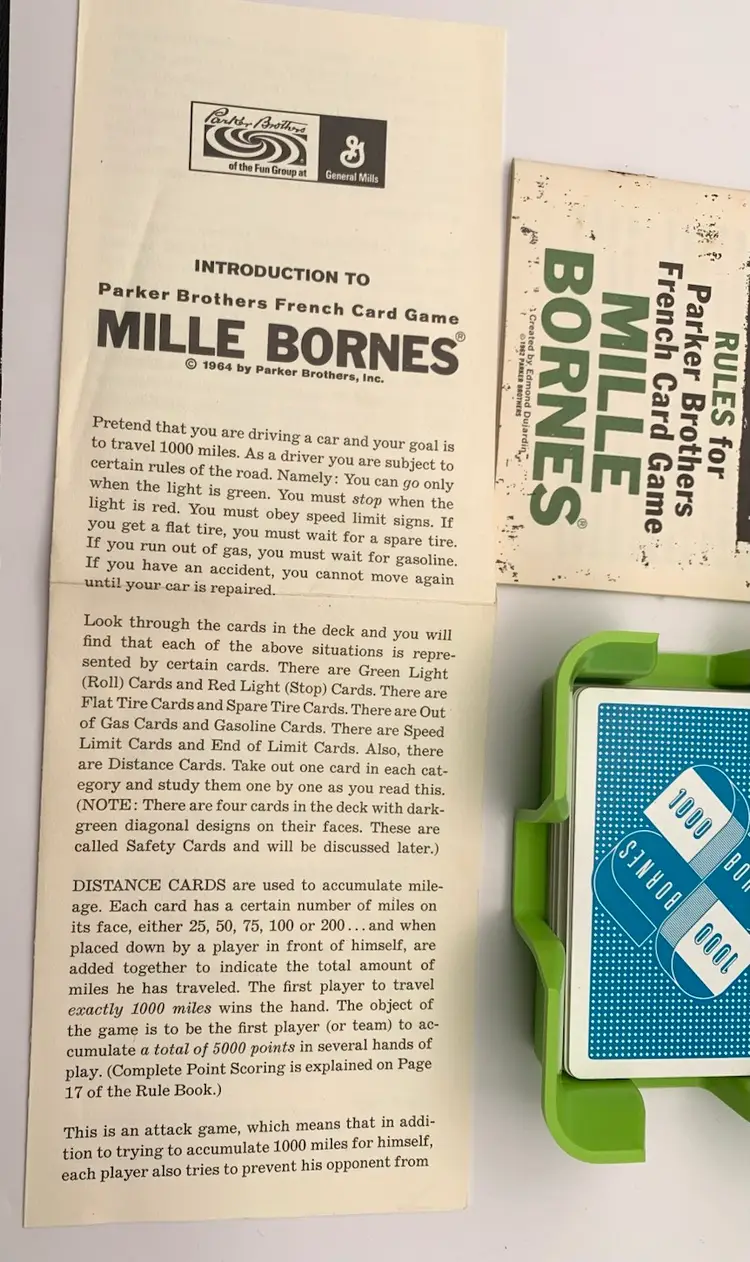 Parker Brothers
of the Fun Group at
General Mills
INTRODUCTION TO
Parker Brothers French Card Game
MILLE BORNES®
© 1964 by Parker Brothers, Inc.
Pretend that you are driving a car and your goal is
to travel 1000 miles. As a driver you are subject to
certain rules of the road. Namely: You can go only
when the light is green. You must stop when the
light is red. You must obey speed limit signs. If
you get a flat tire, you must wait for a spare tire.
If you run out of gas, you must wait for gasoline.
If you have an accident, you cannot move again
until your car is repaired.
Look through the cards in the deck and you will
find that each of the above situations is repre-
sented by certain cards. There are Green Light
(Roll) Cards and Red Light (Stop) Cards. There are
Flat Tire Cards and Spare Tire Cards. There are Out
of Gas Cards and Gasoline Cards. There are Speed
Limit Cards and End of Limit Cards. Also, there
are Distance Cards. Take out one card in each cat-
egory and study them one by one as you read this.
(NOTE: There are four cards in the deck with dark-
green diagonal designs on their faces. These are
called Safety Cards and will be discussed later.)
DISTANCE CARDS are used to accumulate mile-
age. Each card has a certain number of miles on
its face, either 25, 50, 75, 100 or 200...and when
placed down by a player in front of himself, are
added together to indicate the total amount of
miles he has traveled. The first player to travel
exactly 1000 miles wins the hand. The object of
the game is to be the first player (or team) to ac-
cumulate a total of 5000 points in several hands of
play. (Complete Point Scoring is explained on Page
17 of the Rule Book.)
This is an attack game, which means that in addi-
tion to trying to accumulate 1000 miles for himself,
each player also tries to prevent his opponent from
RULES for
Parker Brothers
French Card Game
MILLE
BORNES®
Created by Edmond Dujardin
© 1962 PARKER BROTHERS
1000
BORNES
BORNES
1000